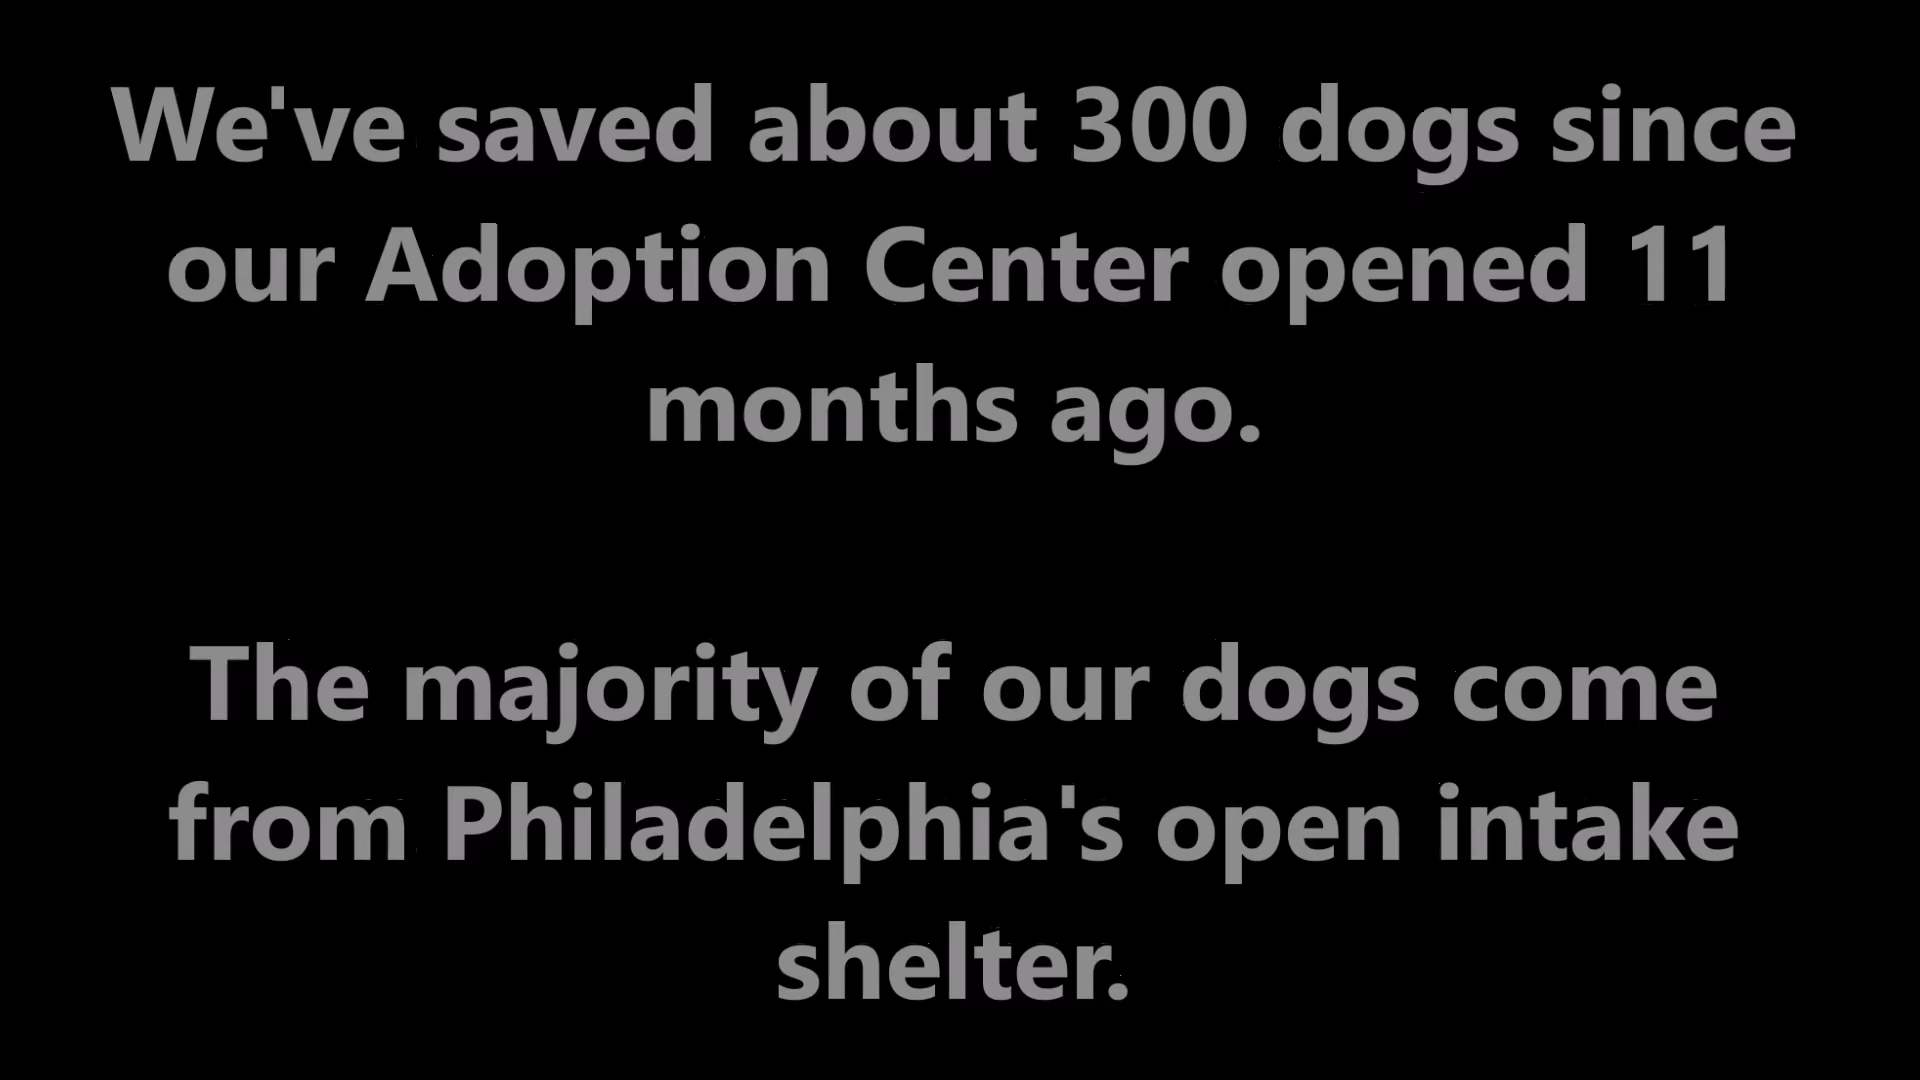 We've saved about 300 dogs since
our Adoption Center opened 11
months ago.
The majority of our dogs come
from Philadelphia's open intake
shelter.